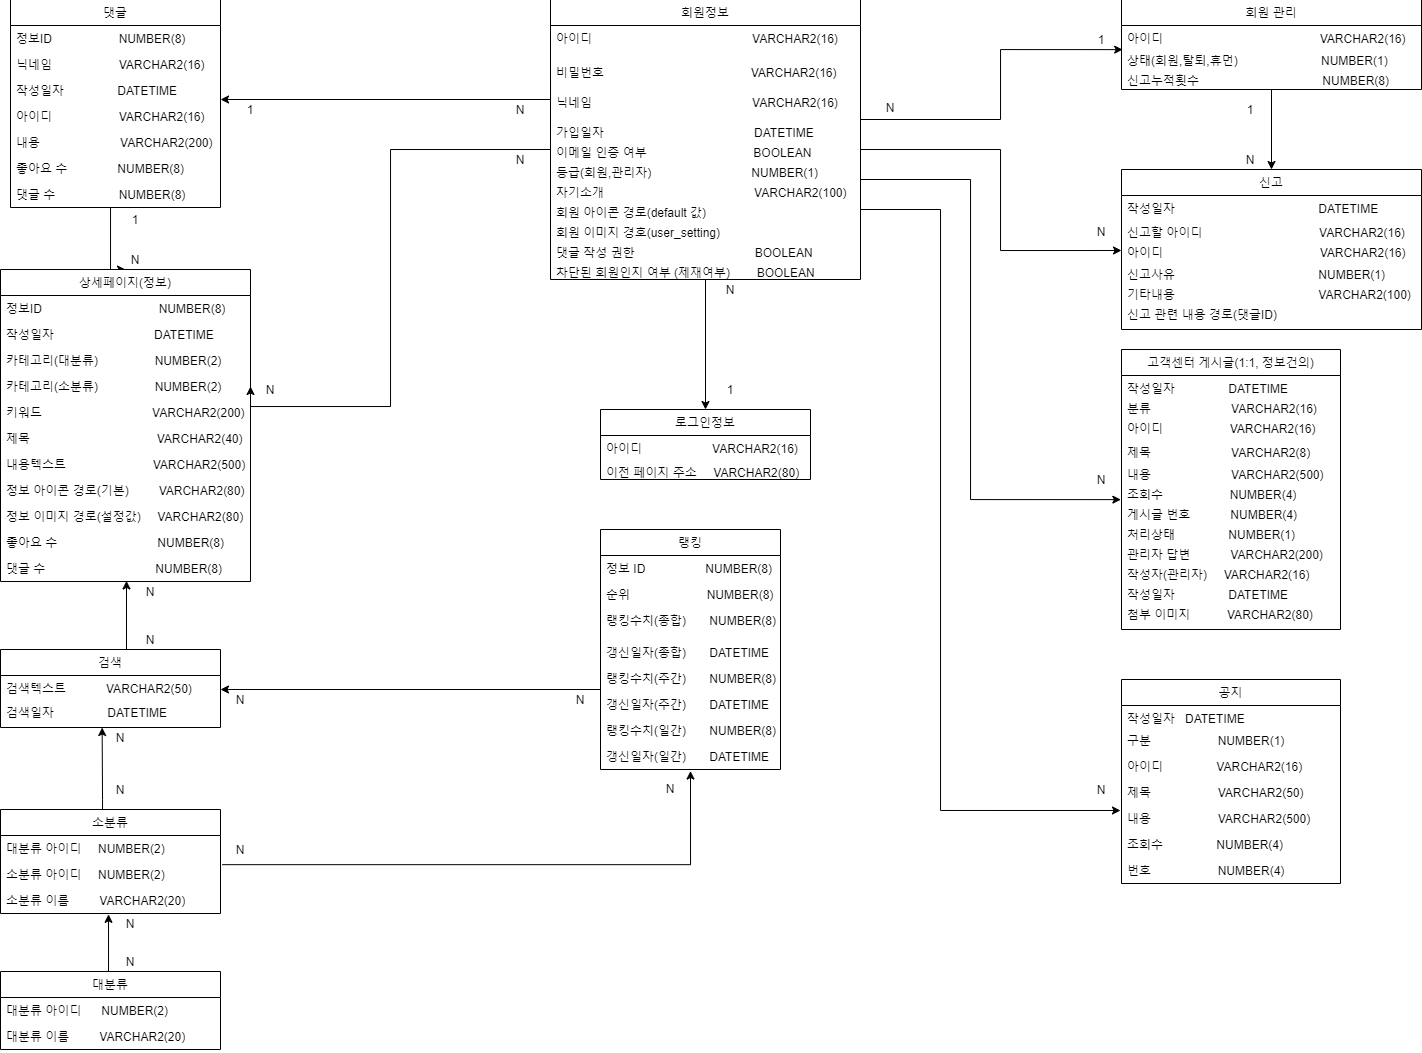 댓글
정보ID NUMBER(8)
닉네임 VARCHAR2(16)
작성일자 DATETIME
아이디 VARCHAR2(16)
내용 VARCHAR2(200)
좋아요 수 NUMBER(8)
댓글 수 NUMBER(8)
1
N
1
N
상세페이지(정보)
정보ID NUMBER(8)
작성일자 DATETIME
카테고리(대분류) NUMBER(2)
카테고리(소분류) NUMBER(2)
키워드 VARCHAR2(200)
제목 VARCHAR2(40)
내용텍스트 VARCHAR2(500)
정보 아이콘 경로(기본) VARCHAR2(80)
정보 이미지 경로(설정값) VARCHAR2(80)
좋아요 수 NUMBER(8)
댓글 수 NUMBER(8)
N
N
N
N
검색
검색텍스트 VARCHAR2(50)
검색일자 DATETIME
N
N
N
N
소분류
대분류 아이디 NUMBER(2)
소분류 아이디 NUMBER(2)
소분류 이름 VARCHAR2(20)
N
N
N
N
대분류
대분류 아이디 NUMBER(2)
대분류 이름 VARCHAR2(20)
회원정보
아이디 VARCHAR2(16)
비밀번호 VARCHAR2(16)
닉네임 VARCHAR2(16)
가입일자 DATETIME
이메일 인증 여부 BOOLEAN
등급(회원,관리자) NUMBER(1)
자기소개 VARCHAR2(100)
회원 아이콘 경로(default 값)
회원 이미지 경호(user_setting)
댓글 작성 권한 BOOLEAN
차단된 회원인지 여부 (제재여부) BOOLEAN
N
1
로그인정보
아이디 VARCHAR2(16)
이전 페이지 주소 VARCHAR2(80)
랭킹
정보 ID NUMBER(8)
순위 NUMBER(8)
랭킹수치(종합) NUMBER(8)
갱신일자(종합) DATETIME
랭킹수치(주간) NUMBER(8)
갱신일자(주간) DATETIME
랭킹수치(일간) NUMBER(8)
갱신일자(일간) DATETIME
N
1
회원 관리
아이디 VARCHAR2(16)
상태(회원,탈퇴,휴먼) NUMBER(1)
신고누적횟수 NUMBER(8)
1
N
N
신고
작성일자 DATETIME
신고할 아이디 VARCHAR2(16)
아이디 VARCHAR2(16)
신고사유 NUMBER(1)
기타내용 VARCHAR2(100)
신고 관련 내용 경로(댓글ID)
고객센터 게시글(1:1, 정보건의)
작성일자 DATETIME
분류 VARCHAR2(16)
아이디 VARCHAR2(16)
제목 VARCHAR2(8)
내용 VARCHAR2(500)
조회수 NUMBER(4)
게시글 번호 NUMBER(4)
처리상태 NUMBER(1)
관리자 답변 VARCHAR2(200)
작성자(관리자) VARCHAR2(16)
작성일자 DATETIME
첨부 이미지 VARCHAR2(80)
N
공지
작성일자 DATETIME
구분 NUMBER(1)
아이디 VARCHAR2(16)
제목 VARCHAR2(50)
내용 VARCHAR2(500)
조회수 NUMBER(4)
번호 NUMBER(4)
N